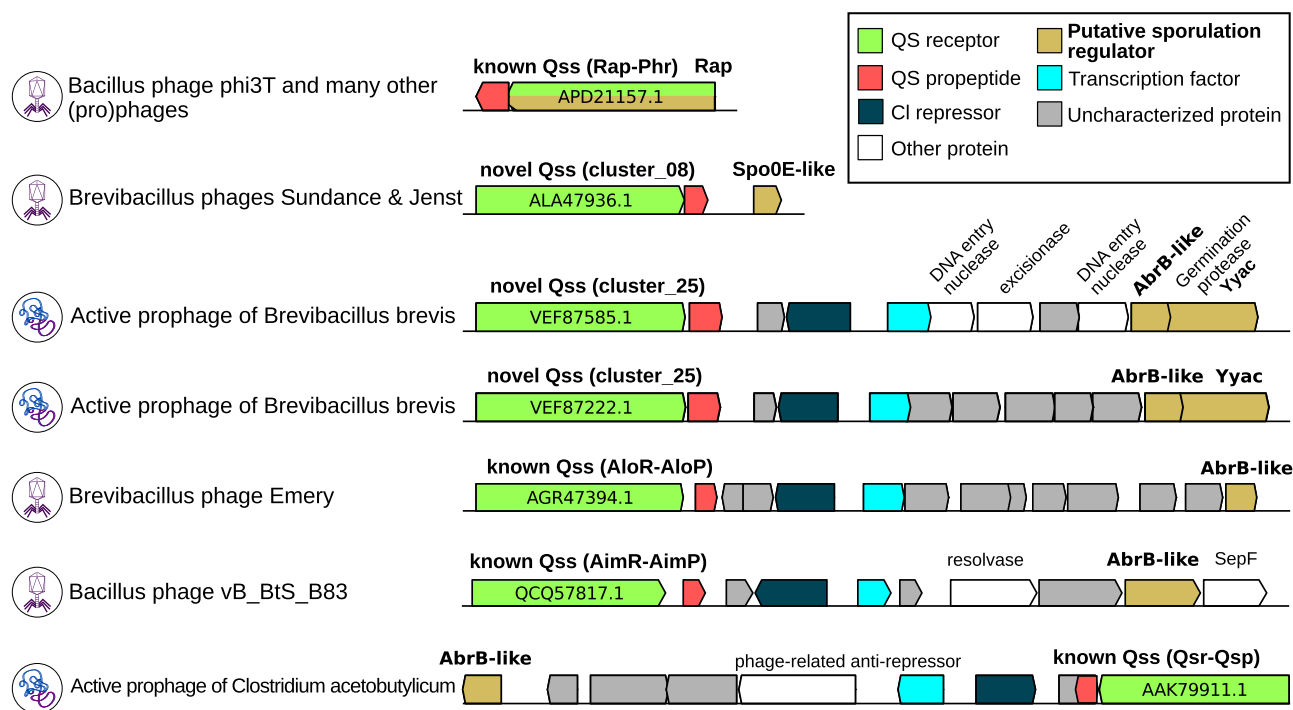 QS receptor
QS propeptide
CI repressor
Other protein
Putative sporulation
regulator
Transcription factor
Uncharacterized protein
Bacillus phage phi3T and many other
(pro)phages
known Qss (Rap-Phr) Rap
APD21157.1
Brevibacillus phages Sundance & Jenst
novel Qss (cluster_08)
Spo0E-like
ALA47936.1
Active prophage of Brevibacillus brevis
novel Qss (cluster_25)
VEF87585.1
DNA entry
nuclease
excisionase
DNA entry
nuclease
AbrB-like
Germination
protease
Yyac
Active prophage of Brevibacillus brevis
novel Qss (cluster_25)
VEF87222.1
AbrB-like Yyac
Brevibacillus phage Emery
known Qss (AloR-AloP)
AGR47394.1
AbrB-like
Bacillus phage vB_BtS_B83
known Qss (AimR-AimP)
QCQ57817.1
resolvase
AbrB-like
SepF
Active prophage of Clostridium acetobutylicum
AbrB-like
phage-related anti-repressor
known Qss (Qsr-Qsp)
AAK79911.1